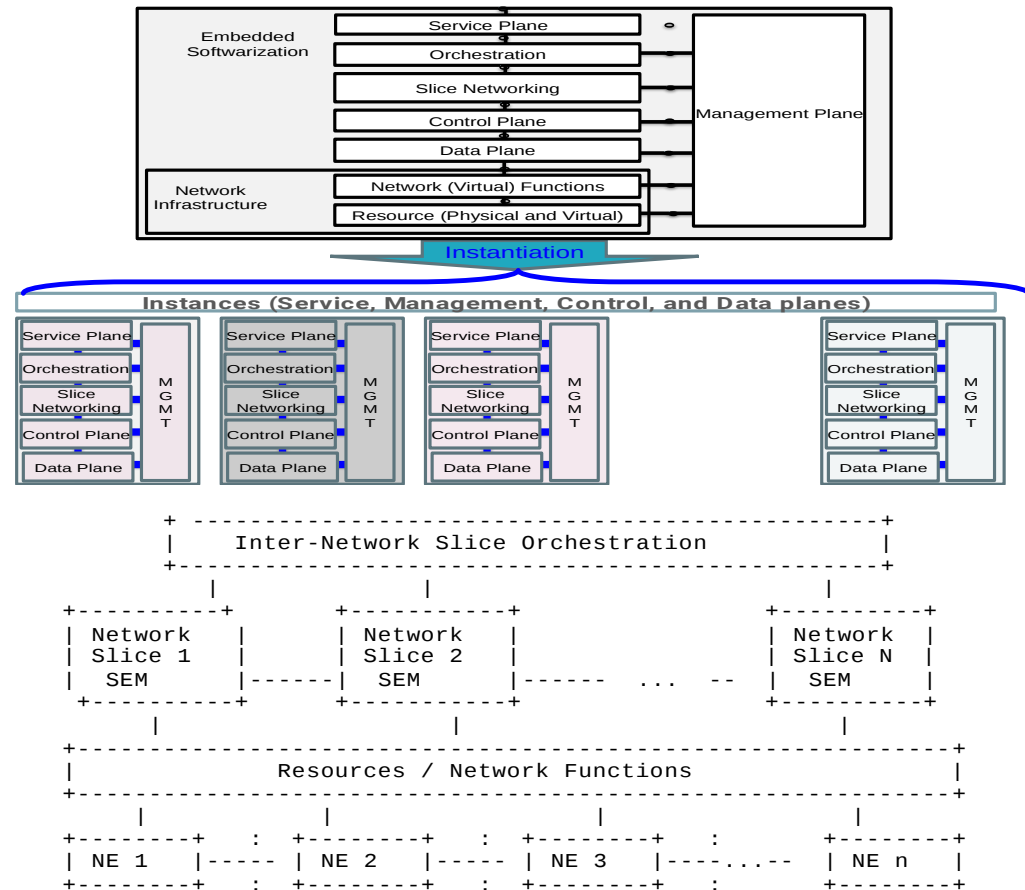 Service Plane
Embedded
Softwarization
Orchestration
Slice Networking
Management Plane
Control Plane
Data Plane
Network
Infrastructure
Network (Virtual) Functions
Resource (Physical and Virtual)
Instantiation
Instances (Service, Management, Control, and Data planes)
Service Plane
Orchestration
Slice
Networking
Control Plane
Data Plane
M
G
M
T
Service Plane
Orchestration
Slice
Networking
Control Plane
Data Plane
M
G
M
T
Service Plane
Orchestration
Slice
Networking
Control Plane
Data Plane
M
G
M
T
Service Plane
Orchestration
Slice
Networking
Control Plane
Data Plane
M
G
M
T
Inter-Network Slice Orchestration
Network
Slice 1
SEM
Network
Slice 2
SEM
...
Network
Slice N
SEM
Resources / Network Functions
NE 1
NE 2
NE 3
...
NE n